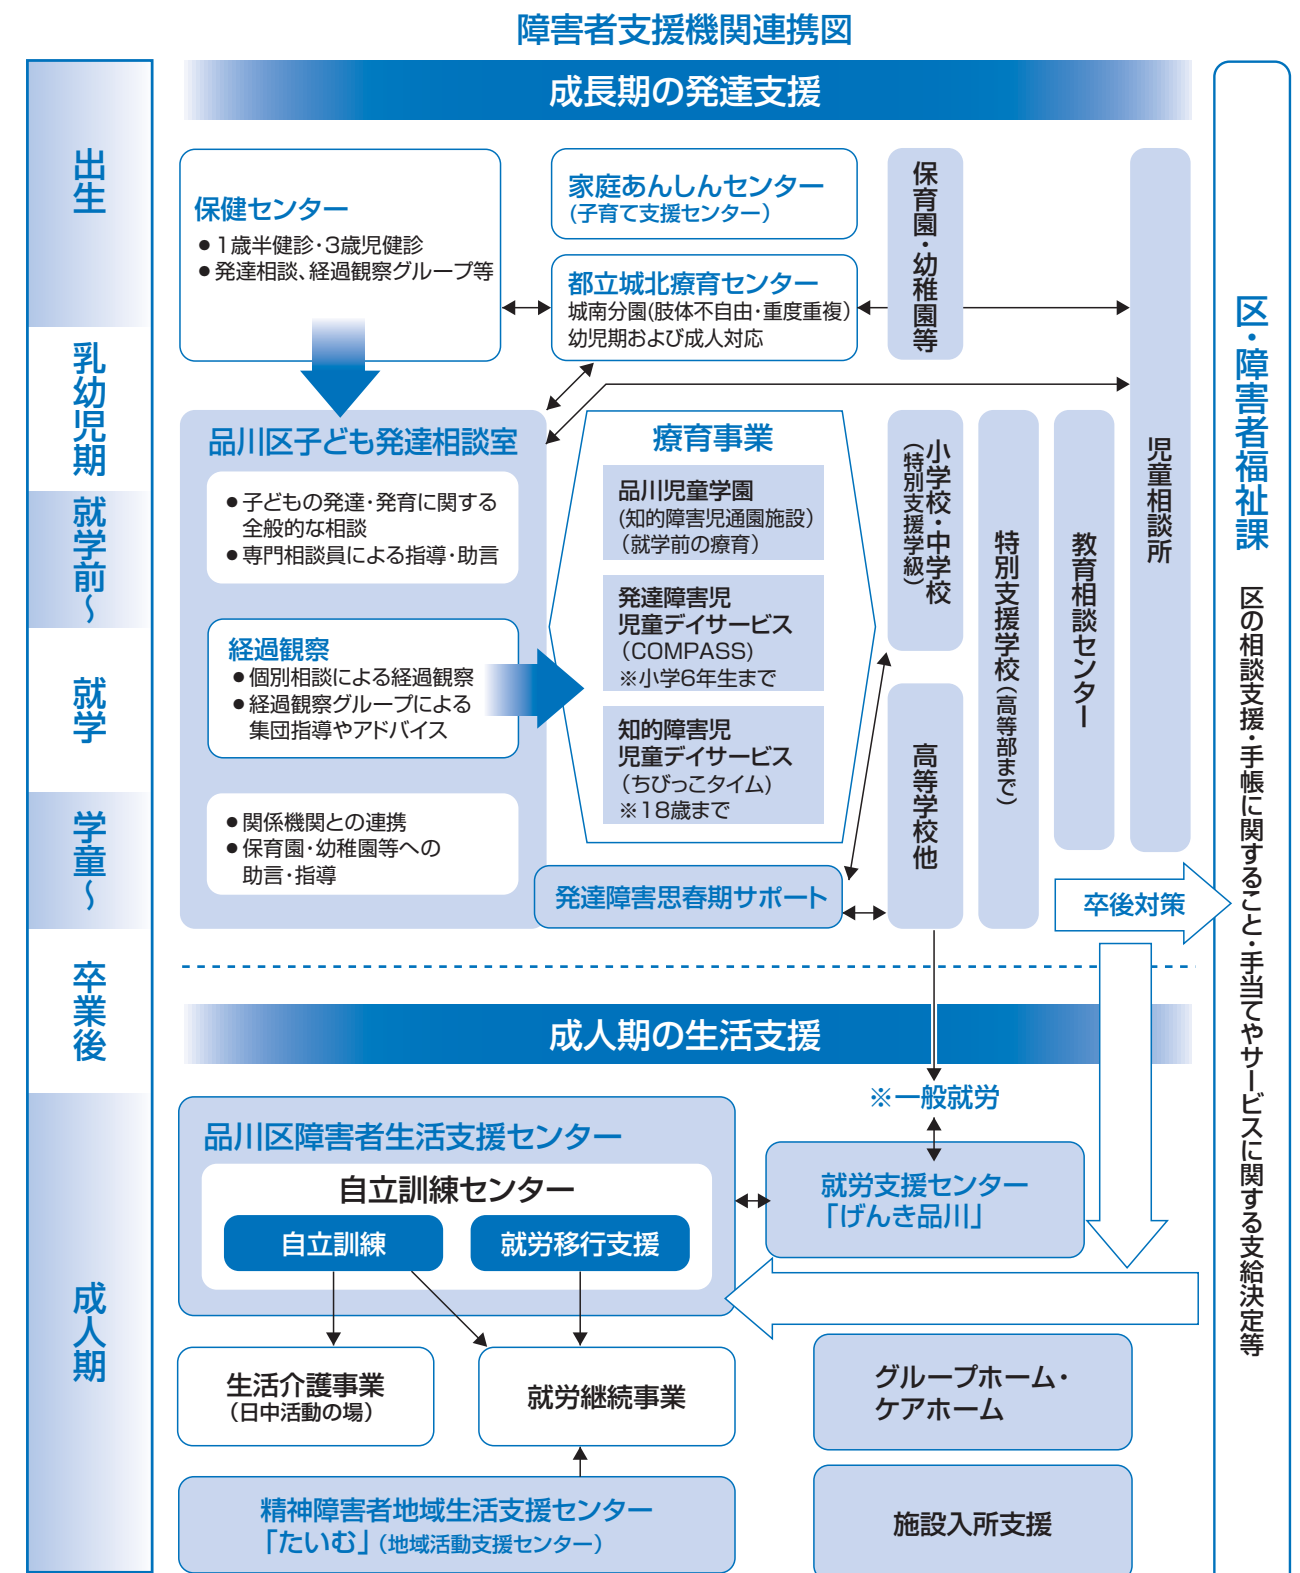 障害者支援機関連携図
成長期の発達支援
出生
乳幼児期
就学前～
就学
学童～
卒業後
成人期
保健センター
●1歳半健診・3歳児健診
●発達相談、経過観察グループ等
家庭あんしんセンター
(子育て支援センター)
都立城北療育センター
城南分園(肢体不自由・重度重複)
幼児期および成人対応
保育園・幼稚園等
児童相談所
品川区子ども発達相談室
●子どもの発達・発育に関する
全般的な相談
●専門相談員による指導・助言
経過観察
●個別相談による経過観察
●経過観察グループによる
集団指導やアドバイス
●関係機関との連携
●保育園・幼稚園等への
助言・指導
療育事業
品川児童学園
(知的障害児通園施設)
(就学前の療育)
発達障害児
児童デイサービス
(COMPASS)
※小学6年生まで
知的障害児
児童デイサービス
(ちびっこタイム)
※18歳まで
発達障害思春期サポート
小学校・中学校
(特別支援学級)
高等学校他
特別支援学校(高等部まで)
教育相談センター
卒後対策
区・障害者福祉課
区の相談支援・手帳に関すること・手当てやサービスに関する支給決定等
成人期の生活支援
※一般就労
品川区障害者生活支援センター
自立訓練センター
自立訓練
就労移行支援
就労支援センター
「げんき品川」
生活介護事業
(日中活動の場)
就労継続事業
グループホーム・
ケアホーム
精神障害者地域生活支援センター
「たいむ」(地域活動支援センター)
施設入所支援